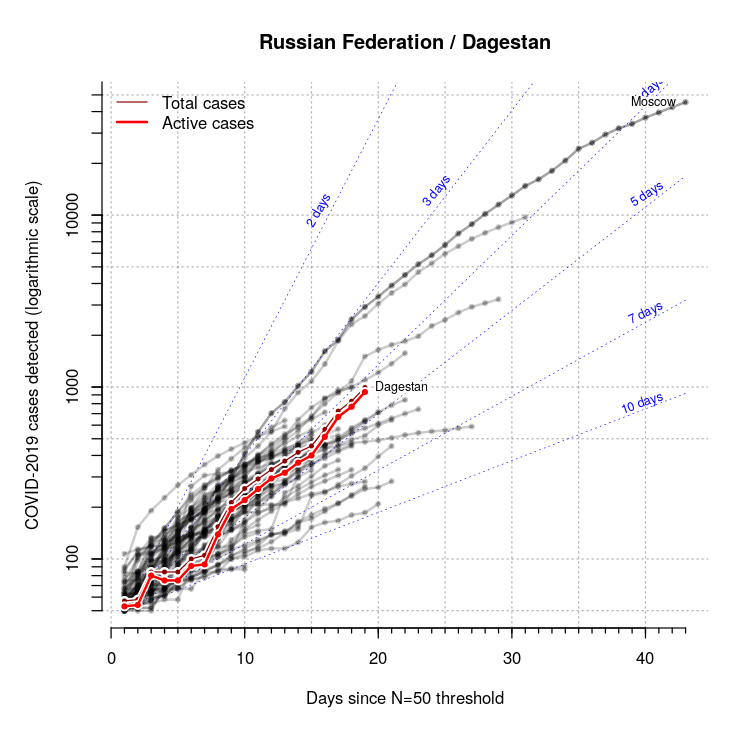 Russian Federation / Dagestan
Total cases
Active cases
COVID-2019 cases detected (logarithmic scale)
10000
1000
100
2 days
3 days
days
5 days
7 days
10 days
Moscow
Dagestan
0 10 20 30 40
Days since N=50 threshold